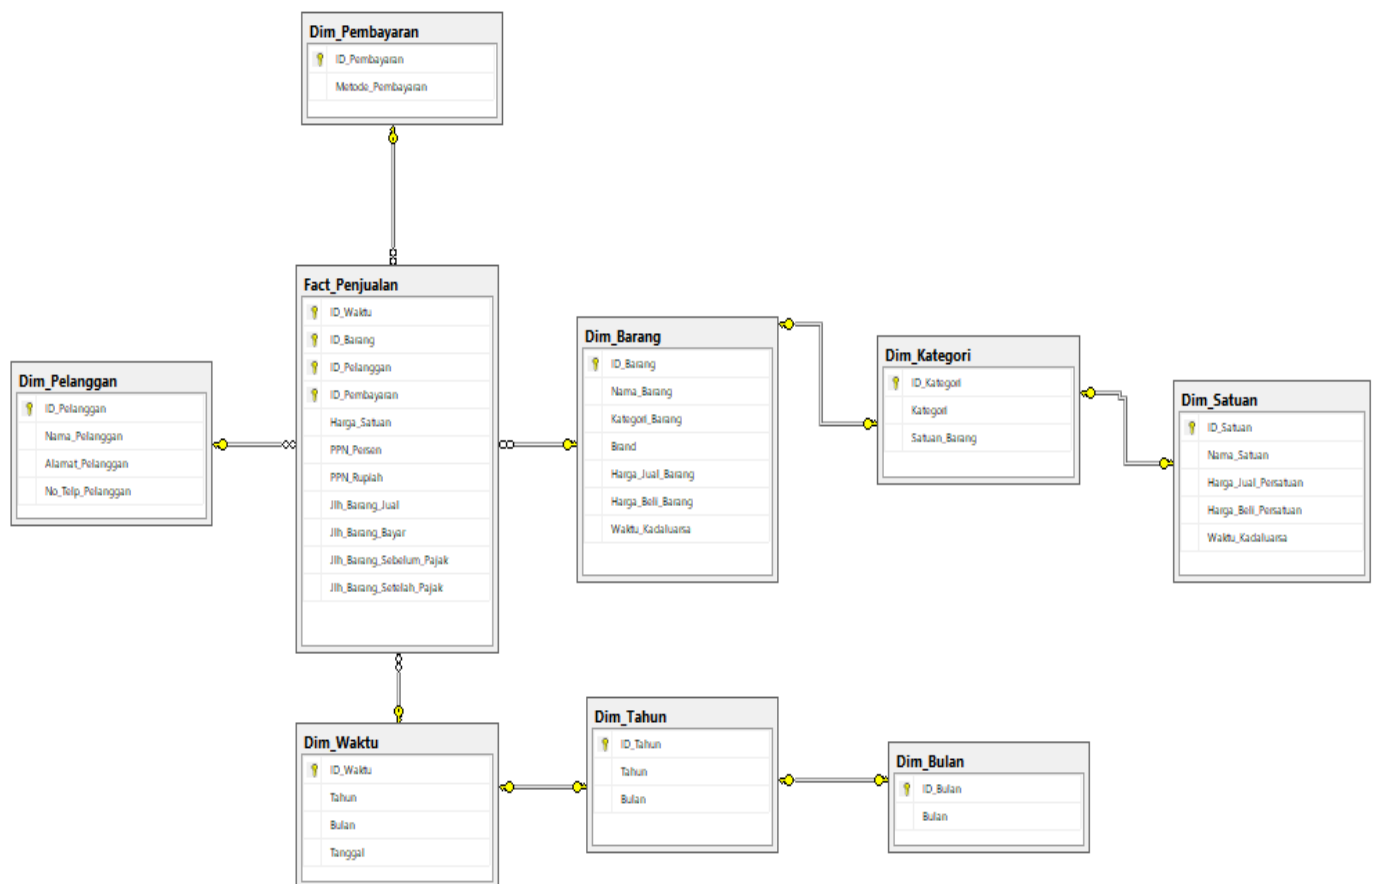 Dim_Pembayaran
ID_Pembayaran
Metode_Pembayaran
Fact_Penjualan
ID_Waktu
ID_Barang
ID_Pelanggan
ID_Pembayaran
Harga_Satuan
PPN_Persen
PPN_Rupiah
Jlh_Barang_Jual
Jlh_Barang_Bayar
Jlh_Barang_Sebelum_Pajak
Jlh_Barang_Setelah_Pajak
Dim_Pelanggan
ID_Pelanggan
Nama_Pelanggan
Alamat_Pelanggan
No_Telp_Pelanggan
Dim_Barang
ID_Barang
Nama_Barang
Kategori_Barang
Brand
Harga_Jual_Barang
Harga_Beli_Barang
Waktu_Kadaluarsa
Dim_Kategori
ID_Kategori
Kategori
Satuan_Barang
Dim_Satuan
ID_Satuan
Nama_Satuan
Harga_Jual_Persatuan
Harga_Beli_Persatuan
Waktu_Kadaluarsa
Dim_Waktu
ID_Waktu
Tahun
Bulan
Tanggal
Dim_Tahun
ID_Tahun
Tahun
Bulan
Dim_Bulan
ID_Bulan
Bulan